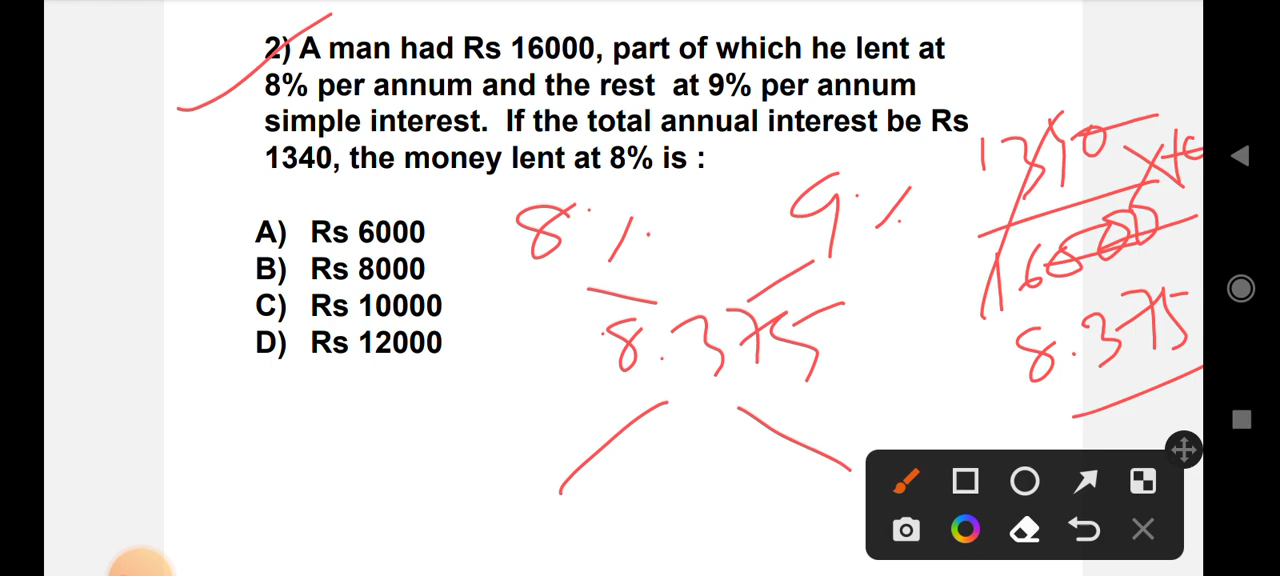 2) A man had Rs 16000, part of which he lent at
8% per annum and the rest at 9% per annum
simple interest. If the total annual interest be Rs
1340, the money lent at 8% is :
A) Rs 6000
B) Rs 8000
C) Rs 10000
D) Rs 12000
8%
9%
8.375
16000
8.375